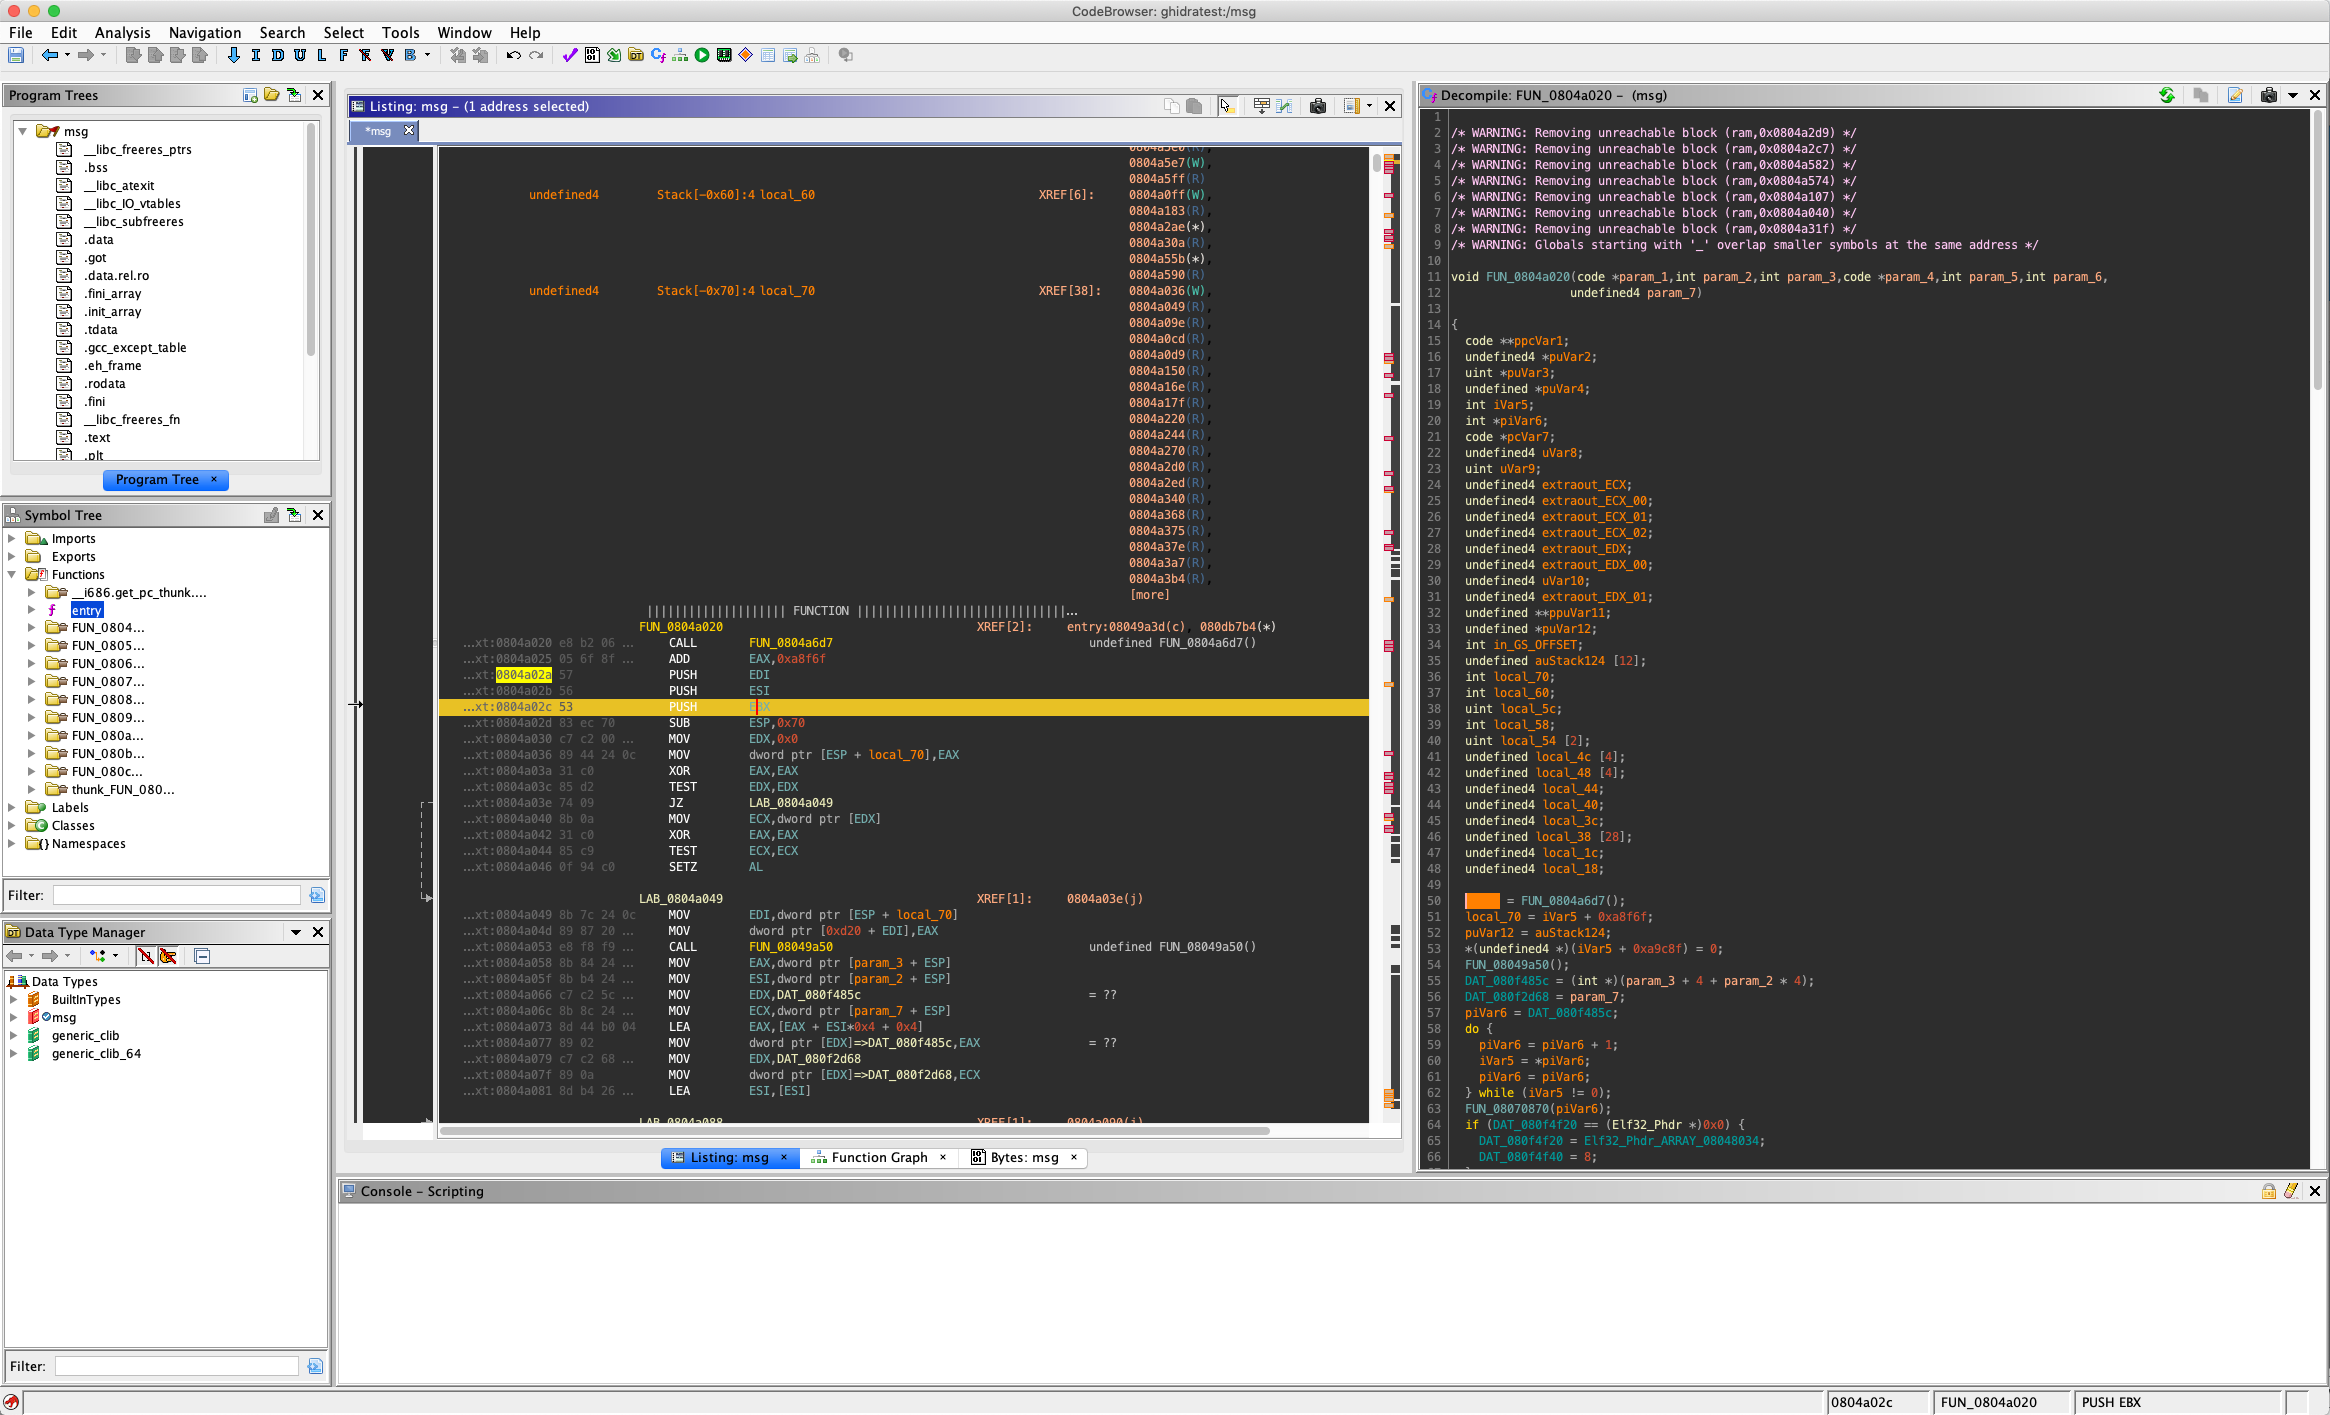 CodeBrowser: ghidratest:/msg
File Edit Analysis Navigation Search Select Tools Window Help
I D U L F B
Program Trees
msg
__libc_freeres_ptrs
.bss
__libc_atexit
__libc_IO_vtables
__libc_subfreeres
.data
.got
.data.rel.ro
.fini_array
.init_array
.tdata
.gcc_except_table
.eh_frame
.rodata
.fini
__libc_freeres_fn
.text
.plt
Program Tree ×
Symbol Tree
Imports
Exports
Functions
__i686.get_pc_thunk....
f entry
FUN_0804...
FUN_0805...
FUN_0806...
FUN_0807...
FUN_0808...
FUN_0809...
FUN_080a...
FUN_080b...
FUN_080c...
thunk_FUN_080...
Labels
Classes
{} Namespaces
Filter:
Data Type Manager
Data Types
BuiltInTypes
msg
generic_clib
generic_clib_64
Filter:
Listing: msg – (1 address selected)
*msg
0804a5e0(R),
0804a5e7(W),
0804a5ff(R)
undefined4 Stack[-0x60]:4 local_60 XREF[6]: 0804a0ff(W),
0804a183(R),
0804a2ae(*),
0804a30a(R),
0804a55b(*),
0804a590(R)
undefined4 Stack[-0x70]:4 local_70 XREF[38]: 0804a036(W),
0804a049(R),
0804a09e(R),
0804a0cd(R),
0804a0d9(R),
0804a150(R),
0804a16e(R),
0804a17f(R),
0804a220(R),
0804a244(R),
0804a270(R),
0804a2d0(R),
0804a2ed(R),
0804a340(R),
0804a368(R),
0804a375(R),
0804a37e(R),
0804a3a7(R),
0804a3b4(R),
[more]
|||||||||||||||||||| FUNCTION ||||||||||||||||||||||||||||||...
FUN_0804a020 XREF[2]: entry:08049a3d(c), 080db7b4(*)
...xt:0804a020 e8 b2 06 ... CALL FUN_0804a6d7 undefined FUN_0804a6d7()
...xt:0804a025 05 6f 8f ... ADD EAX,0xa8f6f
...xt:0804a02a 57 PUSH EDI
...xt:0804a02b 56 PUSH ESI
...xt:0804a02c 53 PUSH EBX
...xt:0804a02d 83 ec 70 SUB ESP,0x70
...xt:0804a030 c7 c2 00 ... MOV EDX,0x0
...xt:0804a036 89 44 24 0c MOV dword ptr [ESP + local_70],EAX
...xt:0804a03a 31 c0 XOR EAX,EAX
...xt:0804a03c 85 d2 TEST EDX,EDX
...xt:0804a03e 74 09 JZ LAB_0804a049
...xt:0804a040 8b 0a MOV ECX,dword ptr [EDX]
...xt:0804a042 31 c0 XOR EAX,EAX
...xt:0804a044 85 c9 TEST ECX,ECX
...xt:0804a046 0f 94 c0 SETZ AL
LAB_0804a049 XREF[1]: 0804a03e(j)
...xt:0804a049 8b 7c 24 0c MOV EDI,dword ptr [ESP + local_70]
...xt:0804a04d 89 87 20 ... MOV dword ptr [0xd20 + EDI],EAX
...xt:0804a053 e8 f8 f9 ... CALL FUN_08049a50 undefined FUN_08049a50()
...xt:0804a058 8b 84 24 ... MOV EAX,dword ptr [param_3 + ESP]
...xt:0804a05f 8b b4 24 ... MOV ESI,dword ptr [param_2 + ESP]
...xt:0804a066 c7 c2 5c ... MOV EDX,DAT_080f485c = ??
...xt:0804a06c 8b 8c 24 ... MOV ECX,dword ptr [param_7 + ESP]
...xt:0804a073 8d 44 b0 04 LEA EAX,[EAX + ESI*0x4 + 0x4]
...xt:0804a077 89 02 MOV dword ptr [EDX]=>DAT_080f485c,EAX = ??
...xt:0804a079 c7 c2 68 ... MOV EDX,DAT_080f2d68
...xt:0804a07f 89 0a MOV dword ptr [EDX]=>DAT_080f2d68,ECX
...xt:0804a081 8d b4 26 ... LEA ESI,[ESI]
LAB_0804a088 XREF[1]: 0804a090(j)
Listing: msg × Function Graph × Bytes: msg ×
Decompile: FUN_0804a020 – (msg)
1
2 /* WARNING: Removing unreachable block (ram,0x0804a2d9) */
3 /* WARNING: Removing unreachable block (ram,0x0804a2c7) */
4 /* WARNING: Removing unreachable block (ram,0x0804a582) */
5 /* WARNING: Removing unreachable block (ram,0x0804a574) */
6 /* WARNING: Removing unreachable block (ram,0x0804a107) */
7 /* WARNING: Removing unreachable block (ram,0x0804a040) */
8 /* WARNING: Removing unreachable block (ram,0x0804a31f) */
9 /* WARNING: Globals starting with '_' overlap smaller symbols at the same address */
10
11 void FUN_0804a020(code *param_1,int param_2,int param_3,code *param_4,int param_5,int param_6,
12 undefined4 param_7)
13
14 {
15 code **ppcVar1;
16 undefined4 *puVar2;
17 uint *puVar3;
18 undefined *puVar4;
19 int iVar5;
20 int *piVar6;
21 code *pcVar7;
22 undefined4 uVar8;
23 uint uVar9;
24 undefined4 extraout_ECX;
25 undefined4 extraout_ECX_00;
26 undefined4 extraout_ECX_01;
27 undefined4 extraout_ECX_02;
28 undefined4 extraout_EDX;
29 undefined4 extraout_EDX_00;
30 undefined4 uVar10;
31 undefined4 extraout_EDX_01;
32 undefined **ppuVar11;
33 undefined *puVar12;
34 int in_GS_OFFSET;
35 undefined auStack124 [12];
36 int local_70;
37 int local_60;
38 uint local_5c;
39 int local_58;
40 uint local_54 [2];
41 undefined local_4c [4];
42 undefined local_48 [4];
43 undefined4 local_44;
44 undefined4 local_40;
45 undefined4 local_3c;
46 undefined local_38 [28];
47 undefined4 local_1c;
48 undefined4 local_18;
49
50 = FUN_0804a6d7();
51 local_70 = iVar5 + 0xa8f6f;
52 puVar12 = auStack124;
53 *(undefined4 *)(iVar5 + 0xa9c8f) = 0;
54 FUN_08049a50();
55 DAT_080f485c = (int *)(param_3 + 4 + param_2 * 4);
56 DAT_080f2d68 = param_7;
57 piVar6 = DAT_080f485c;
58 do {
59 piVar6 = piVar6 + 1;
60 iVar5 = *piVar6;
61 piVar6 = piVar6;
62 } while (iVar5 != 0);
63 FUN_08070870(piVar6);
64 if (DAT_080f4f20 == (Elf32_Phdr *)0x0) {
65 DAT_080f4f20 = Elf32_Phdr_ARRAY_08048034;
66 DAT_080f4f40 = 8;
Console – Scripting
0804a02c FUN_0804a020 PUSH EBX